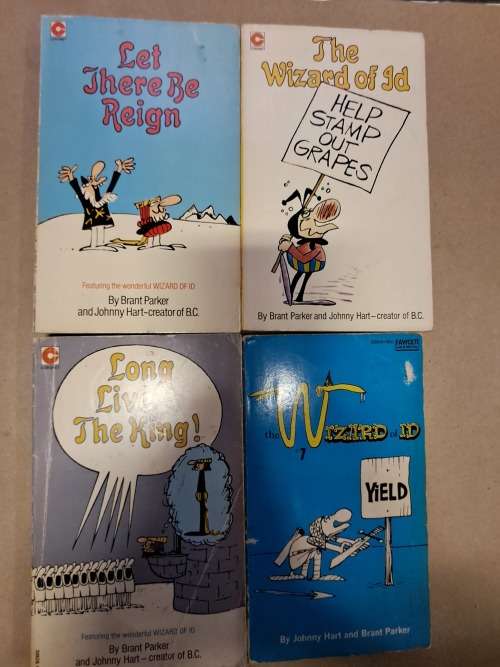 CORONET
Let
There Be
Reign
Featuring the wonderful WIZARD OF ID
By Brant Parker
and Johnny Hart-creator of B.C.
CORONET
The
Wizard of Id
HELP
STAMP
OUT
GRAPES
By Brant Parker and Johnny Hart-creator of B.C.
CORONET
Long
Live
The King!
Featuring the wonderful WIZARD OF ID
By Brant Parker
and Johnny Hart - creator of B.C.
FAWCETT
the WIZARD of ID
7
YIELD
By Johnny Hart and Brant Parker